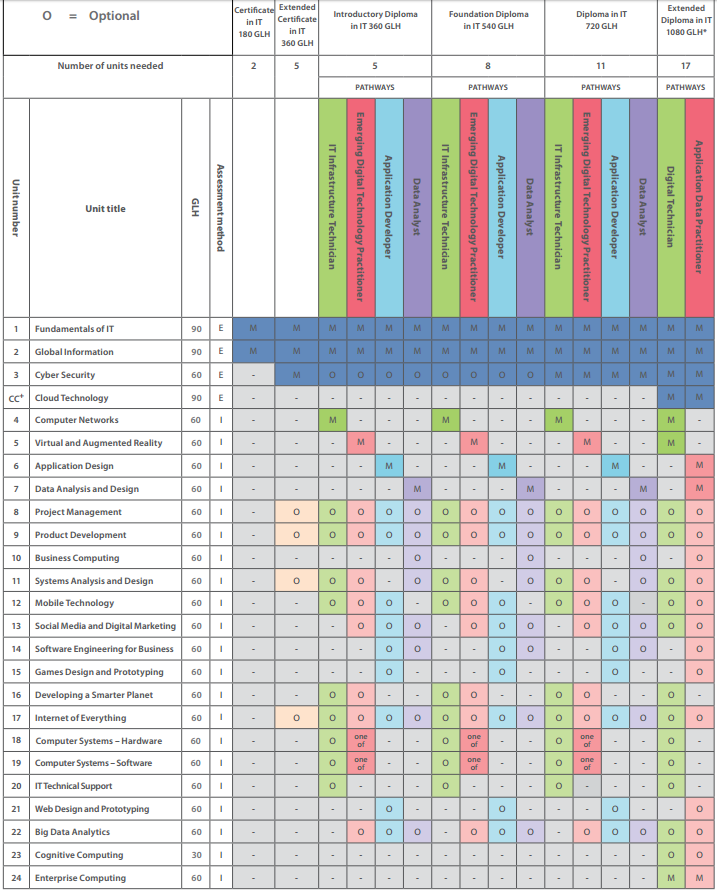 O = Optional
Certificate in IT 180 GLH
Extended Certificate in IT 360 GLH
Introductory Diploma in IT 360 GLH
Foundation Diploma in IT 540 GLH
Diploma in IT 720 GLH
Extended Diploma in IT 1080 GLH*
Number of units needed 2 5 5 8 11 17
PATHWAYS PATHWAYS PATHWAYS PATHWAYS
Unit number
Unit title
GLH
Assessment method
IT Infrastructure Technician
Emerging Digital Technology Practitioner
Application Developer
Data Analyst
IT Infrastructure Technician
Emerging Digital Technology Practitioner
Application Developer
Data Analyst
IT Infrastructure Technician
Emerging Digital Technology Practitioner
Application Developer
Data Analyst
Digital Technician
Application Data Practitioner
1 Fundamentals of IT 90 E M M M M M M M M M M M M M M M M
2 Global Information 90 E M M M M M M M M M M M M M M M M
3 Cyber Security 60 E - M O O O O O O O O M M M M M M
CC+ Cloud Technology 90 E - - - - - - - - - - - - - - M M
4 Computer Networks 60 I - - M - - - M - - - M - - - M -
5 Virtual and Augmented Reality 60 I - - - M - - - M - - - M - - M -
6 Application Design 60 I - - - - M - - - M - - - M - - M
7 Data Analysis and Design 60 I - - - - - M - - - M - - - M - M
8 Project Management 60 I - O O O O O O O O O O O O O O O
9 Product Development 60 I - O O O O O O O O O O O O O O O
10 Business Computing 60 I - - - - - O - - - O - - - O - O
11 Systems Analysis and Design 60 I - O O O - O O O - O O O - O O O
12 Mobile Technology 60 I - - O O O - O O O - O O O - O O
13 Social Media and Digital Marketing 60 I - - - O O O - O O O - O O O O O
14 Software Engineering for Business 60 I - - - - O O - - O O - - O O - O
15 Games Design and Prototyping 60 I - - - - O - - - O - - - O - - O
16 Developing a Smarter Planet 60 I - - O O - - O O - - O O - - O -
17 Internet of Everything 60 I - O O O O O O O O O O O O O O O
18 Computer Systems – Hardware 60 I - - O one of - - O one of - - O one of - - O -
19 Computer Systems – Software 60 I - - O one of - - O one of - - O one of - - O -
20 IT Technical Support 60 I - - O - - - O - - - O - - - O -
21 Web Design and Prototyping 60 I - - - - O - - - O - - - O - - O
22 Big Data Analytics 60 I - - - O O O - O O O - O O O O O
23 Cognitive Computing 30 I - - - - - - - - - - - - - - O O
24 Enterprise Computing 60 I - - - - - - - - - - - - - - M M